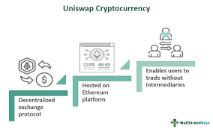 Uniswap Cryptocurrency
Decentralized
exchange
protocol
Hosted on
Ethereum
platform
Enables users to
trade without
Intermediaries
WallStreetMojo